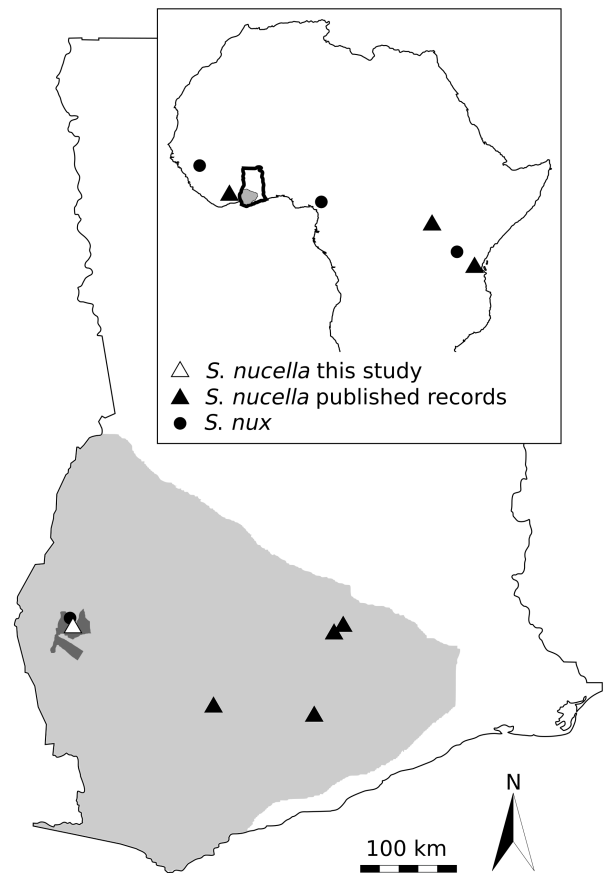 S. nucella this study
S. nucella published records
S. nux
N
100 km